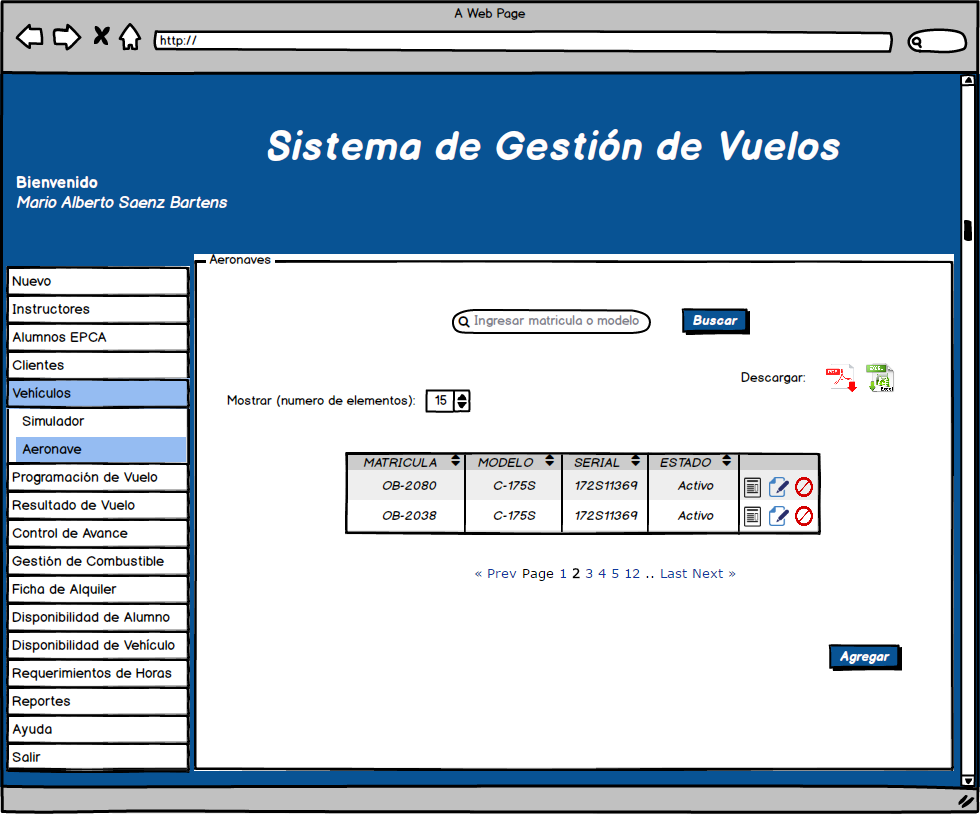 A Web Page
http://
Sistema de Gestión de Vuelos
Bienvenido
Mario Alberto Saenz Bartens
Nuevo
Instructores
Alumnos EPCA
Clientes
Vehículos
Simulador
Aeronave
Programación de Vuelo
Resultado de Vuelo
Control de Avance
Gestión de Combustible
Ficha de Alquiler
Disponibilidad de Alumno
Disponibilidad de Vehículo
Requerimientos de Horas
Reportes
Ayuda
Salir
Aeronaves
Ingresar matricula o modelo
Buscar
Descargar:
Mostrar (numero de elementos): 15
MATRICULA MODELO SERIAL ESTADO
OB-2080 C-175S 172S11369 Activo
OB-2038 C-175S 172S11369 Activo
« Prev Page 1 2 3 4 5 12 .. Last Next »
Agregar